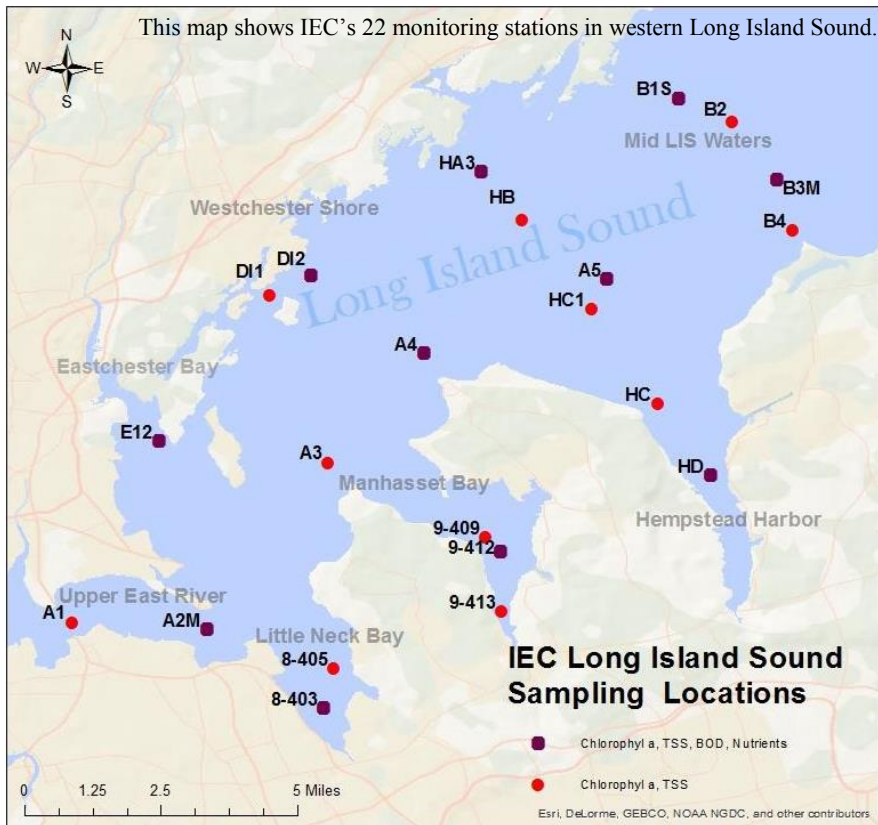 This map shows IEC's 22 monitoring stations in western Long Island Sound.
N
W E
S
B1S
B2
Mid LIS Waters
HA3
B3M
HB
Westchester Shore
B4
Long Island Sound
DI2
A5
DI1
HC1
A4
Eastchester Bay
HC
E12
A3
HD
Manhasset Bay
Hempstead Harbor
9-409
9-412
Upper East River
9-413
A1
A2M
Little Neck Bay
8-405
8-403
IEC Long Island Sound
Sampling Locations
Chlorophyl a, TSS, BOD, Nutrients
Chlorophyl a, TSS
0 1.25 2.5 5 Miles
Esri, DeLorme, GEBCO, NOAA NGDC, and other contributors